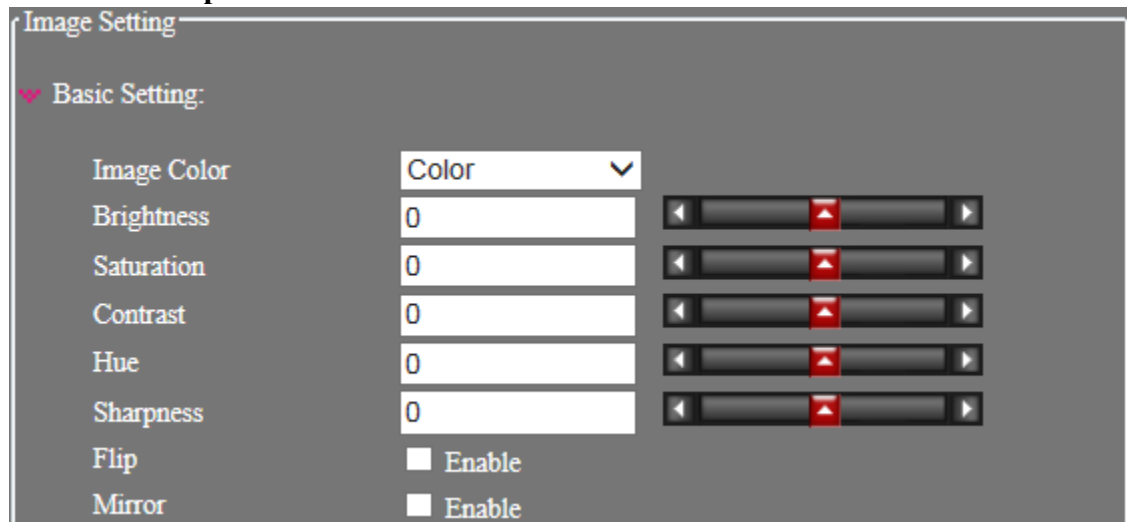 Image Setting
Basic Setting:
Image Color Color
Brightness 0
Saturation 0
Contrast 0
Hue 0
Sharpness 0
Flip Enable
Mirror Enable